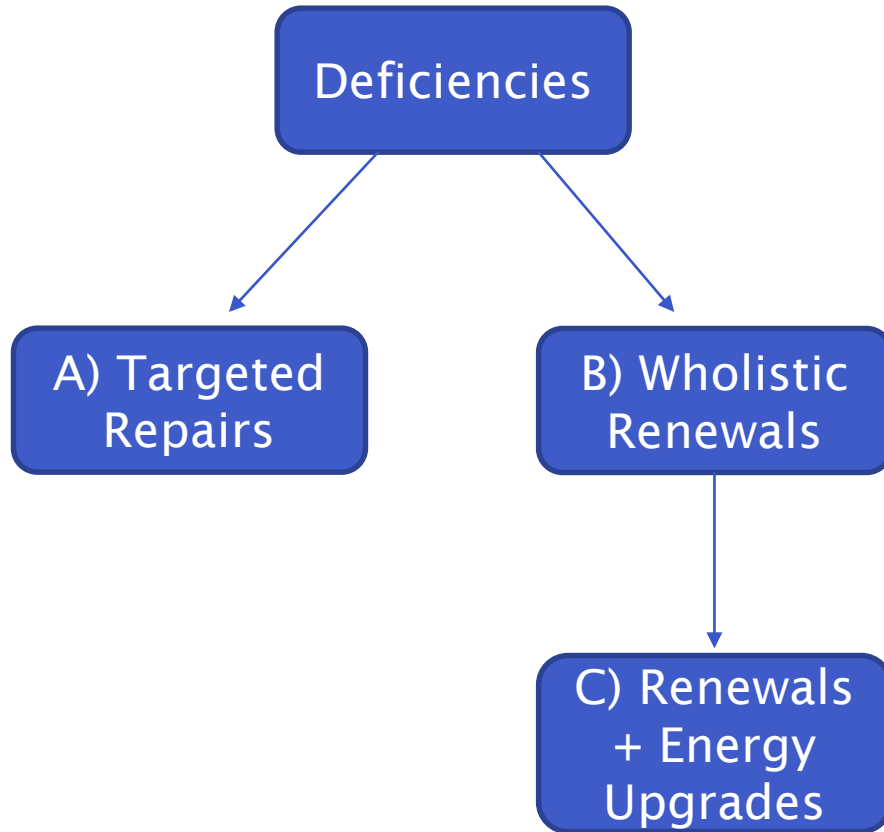 Deficiencies
A) Targeted
Repairs
B) Wholistic
Renewals
C) Renewals
+ Energy
Upgrades